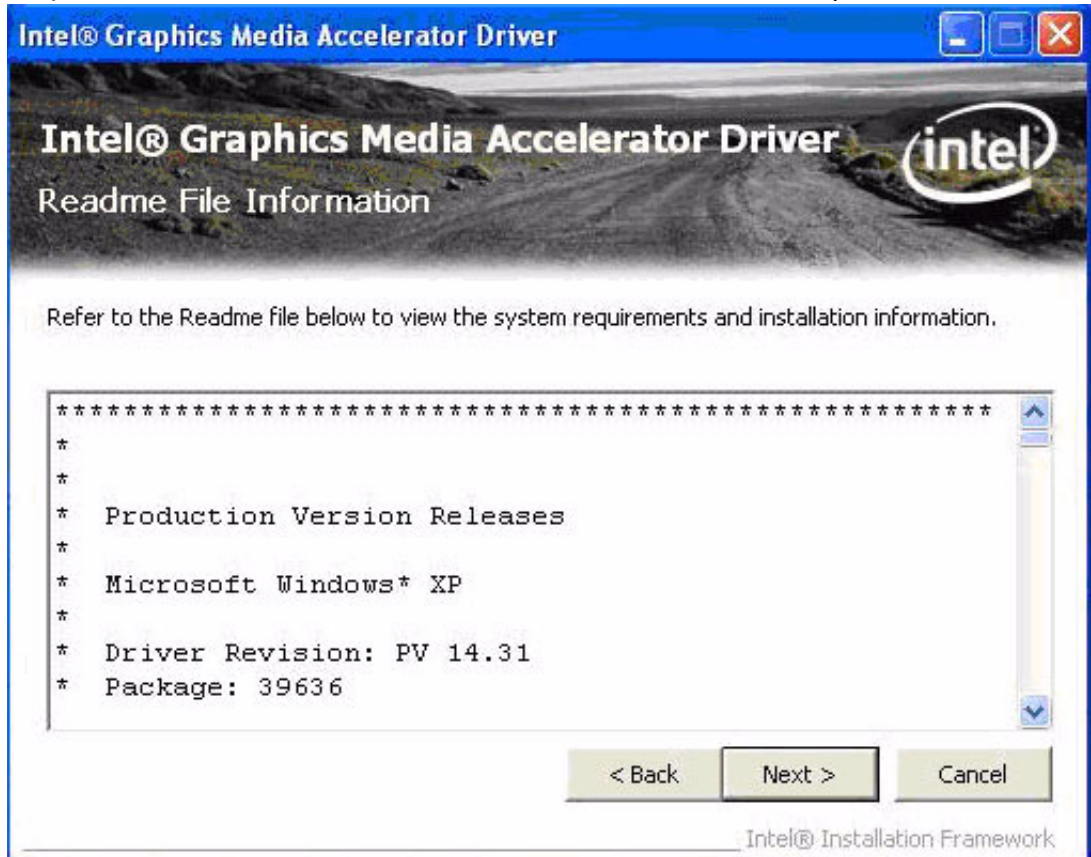 Intel® Graphics Media Accelerator Driver
Intel® Graphics Media Accelerator Driver
intel®
Readme File Information
Refer to the Readme file below to view the system requirements and installation information.
********************************************************
*
*
* Production Version Releases
*
* Microsoft Windows* XP
*
* Driver Revision: PV 14.31
* Package: 39636
< Back Next > Cancel
Intel® Installation Framework